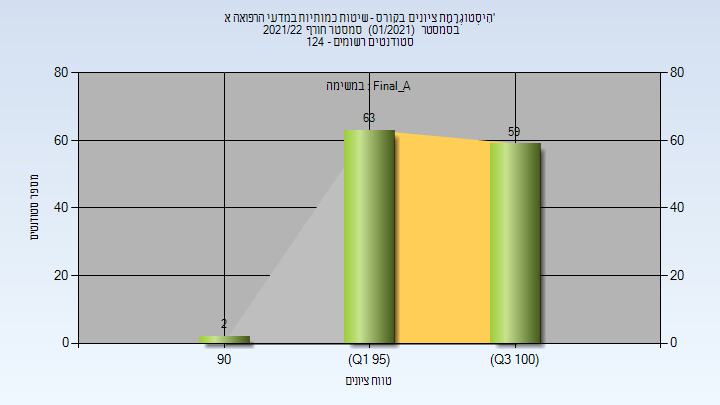 היסטוגרמת ציונים בקורס - שיטות כמותיות במדעי הרפואה א'
בסמסטר (01/2021) סמסטר חורף 2021/22
סטודנטים רשומים - 124
במשימה : Final_A
80
60
40
20
0
80
60
40
20
0
2
63
59
90
(Q1 95)
(Q3 100)
מספר סטודנטים
טווח ציונים